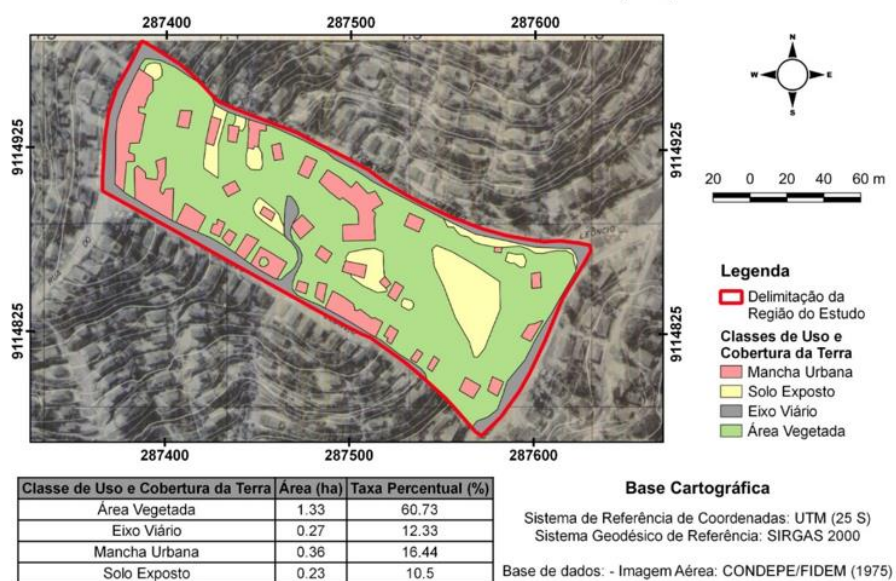 287400 287500 287600
N
W E
S
9114925 9114925
20 0 20 40 60 m
LEÔNCIO
9114825 9114825
287400 287500 287600
Legenda
Delimitação da
Região do Estudo
Classes de Uso e
Cobertura da Terra
Mancha Urbana
Solo Exposto
Eixo Viário
Área Vegetada
Classe de Uso e Cobertura da Terra Área (ha) Taxa Percentual (%)
Área Vegetada 1.33 60.73
Eixo Viário 0.27 12.33
Mancha Urbana 0.36 16.44
Solo Exposto 0.23 10.5
Base Cartográfica
Sistema de Referência de Coordenadas: UTM (25 S)
Sistema Geodésico de Referência: SIRGAS 2000
Base de dados: - Imagem Aérea: CONDEPE/FIDEM (1975)